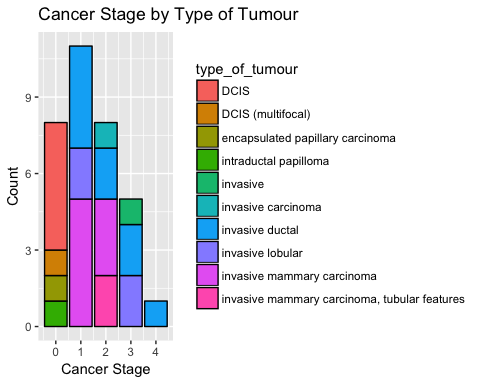 Cancer Stage by Type of Tumour
type_of_tumour
DCIS
DCIS (multifocal)
encapsulated papillary carcinoma
intraductal papilloma
invasive
invasive carcinoma
invasive ductal
invasive lobular
invasive mammary carcinoma
invasive mammary carcinoma, tubular features
Count
9
6
3
0
0 1 2 3 4
Cancer Stage